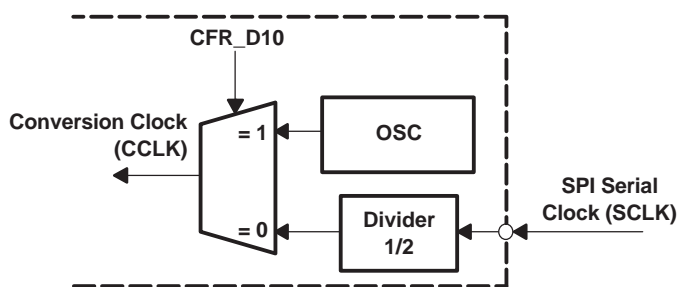 CFR_D10
Conversion Clock
(CCLK)
= 1
OSC
SPI Serial
Clock (SCLK)
= 0
Divider
1/2